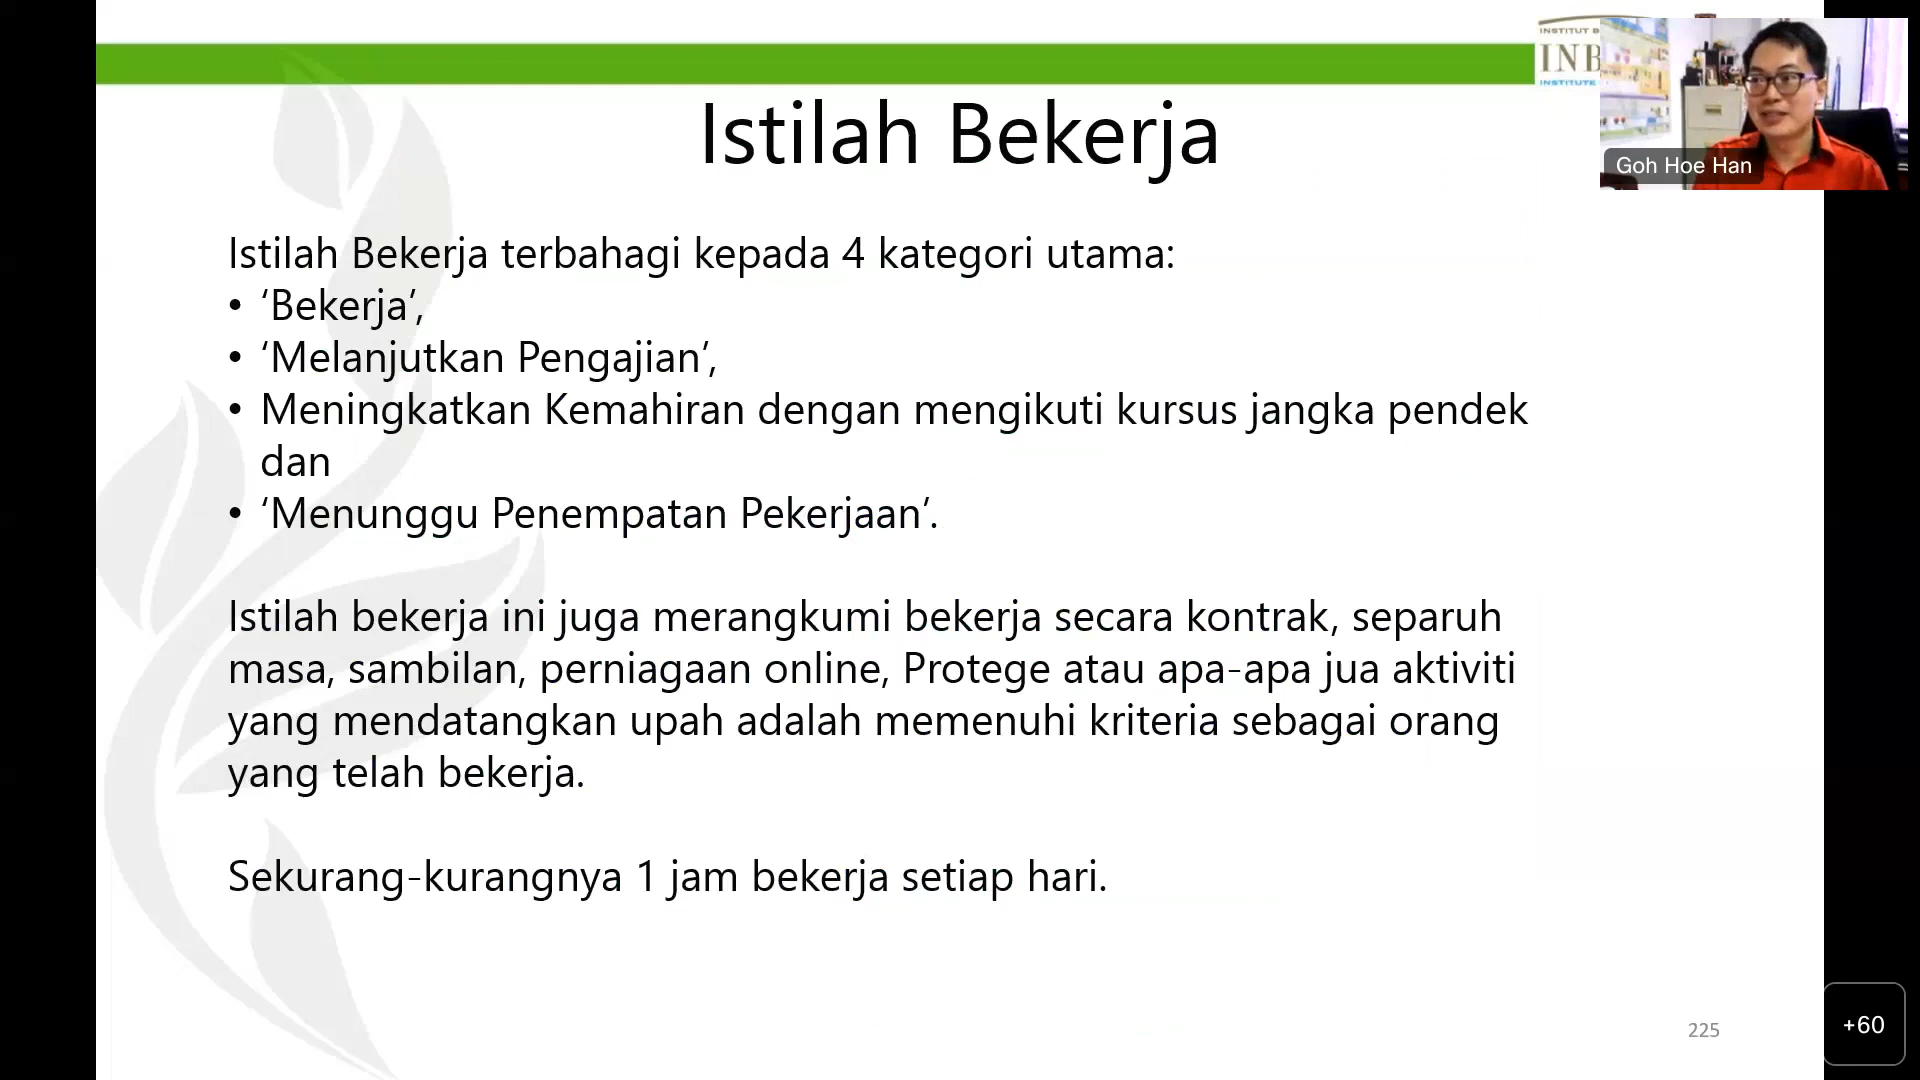 INSTITUT B
INB
INSTITUTE
Goh Hoe Han
Istilah Bekerja
Istilah Bekerja terbahagi kepada 4 kategori utama:
• ‘Bekerja’,
• ‘Melanjutkan Pengajian’,
• Meningkatkan Kemahiran dengan mengikuti kursus jangka pendek
dan
• ‘Menunggu Penempatan Pekerjaan’.
Istilah bekerja ini juga merangkumi bekerja secara kontrak, separuh
masa, sambilan, perniagaan online, Protege atau apa-apa jua aktiviti
yang mendatangkan upah adalah memenuhi kriteria sebagai orang
yang telah bekerja.
Sekurang-kurangnya 1 jam bekerja setiap hari.
225
+60